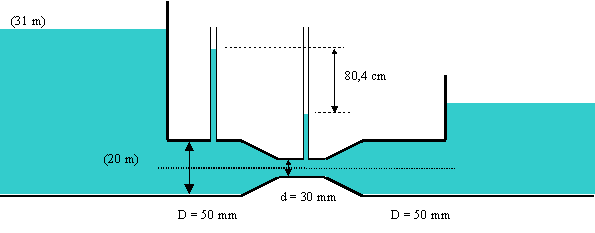 (31 m)
80,4 cm
(20 m)
d = 30 mm
D = 50 mm
D = 50 mm